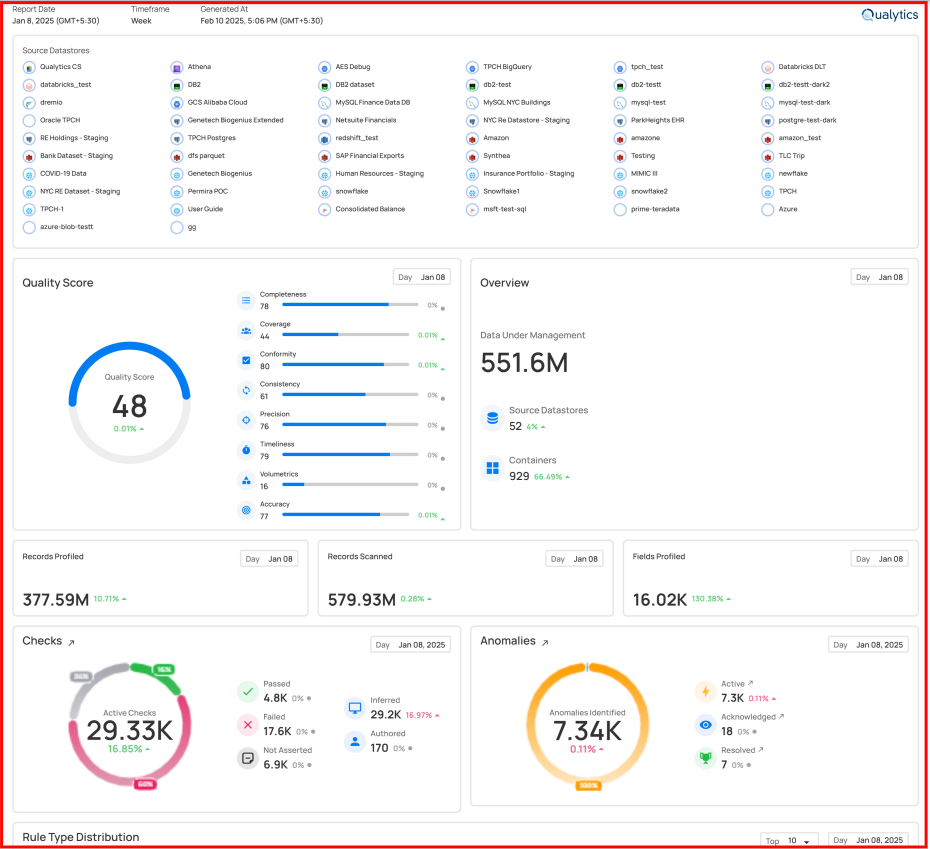 Report Date Timeframe Generated At
Jan 8, 2025 (GMT+5:30) Week Feb 10 2025, 5:06 PM (GMT+5:30)
Qualytics
Source Datastores
Qualytics CS Athena AES Debug TPCH BigQuery tpch_test Databricks DLT
databricks_test DB2 DB2 dataset db2-test db2-testt db2-testt-dark2
dremio GCS Alibaba Cloud MySQL Finance Data DB MySQL NYC Buildings mysql-test mysql-test-dark
Oracle TPCH Genetech Biogenius Extended Netsuite Financials NYC Re Datastore - Staging ParkHeights EHR postgre-test-dark
RE Holdings - Staging TPCH Postgres redshift_test Amazon amazone amazon_test
Bank Dataset - Staging dfs parquet SAP Financial Exports Synthea Testing TLC Trip
COVID-19 Data Genetech Biogenius Human Resources - Staging Insurance Portfolio - Staging MIMIC III newflake
NYC RE Dataset - Staging Permira POC snowflake Snowflake1 snowflake2 TPCH
TPCH-1 User Guide Consolidated Balance msft-test-sql prime-teradata Azure
azure-blob-testt gg
Quality Score
Day Jan 08
Quality Score
48
0.01%
Completeness
78 0%
Coverage
44 0.01%
Conformity
80 0.01%
Consistency
61 0%
Precision
76 0%
Timeliness
79 0%
Volumetrics
16 0%
Accuracy
77 0.01%
Overview
Day Jan 08
Data Under Management
551.6M
Source Datastores
52 4%
Containers
929 66.49%
Records Profiled Day Jan 08
377.59M 10.71%
Records Scanned Day Jan 08
579.93M 0.28%
Fields Profiled Day Jan 08
16.02K 130.38%
Checks
Day Jan 08, 2025
24%
16%
Active Checks
29.33K
16.85%
60%
Passed
4.8K 0%
Failed
17.6K 0%
Not Asserted
6.9K 0%
Inferred
29.2K 16.97%
Authored
170 0%
Anomalies
Day Jan 08, 2025
Anomalies Identified
7.34K
0.11%
100%
Active
7.3K 0.11%
Acknowledged
18 0%
Resolved
7 0%
Rule Type Distribution
Top 10 Day Jan 08, 2025